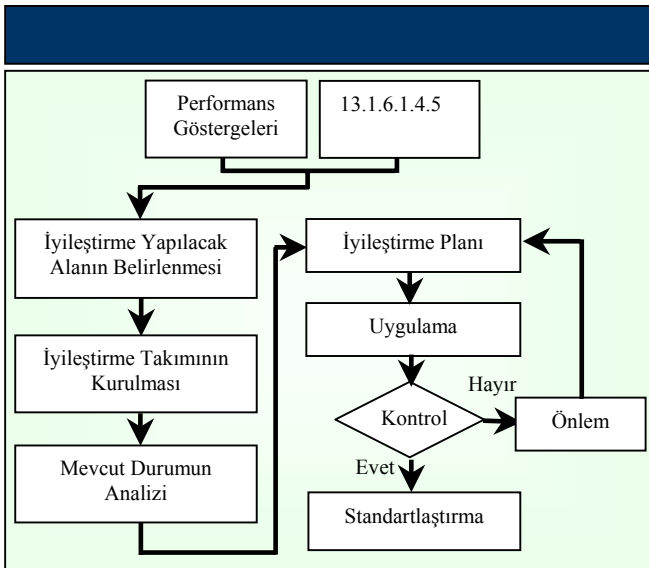 Performans
Göstergeleri
13.1.6.1.4.5
İyileştirme Yapılacak
Alanın Belirlenmesi
İyileştirme Takımının
Kurulması
Mevcut Durumun
Analizi
İyileştirme Planı
Uygulama
Kontrol
Hayır
Önlem
Evet
Standartlaştırma